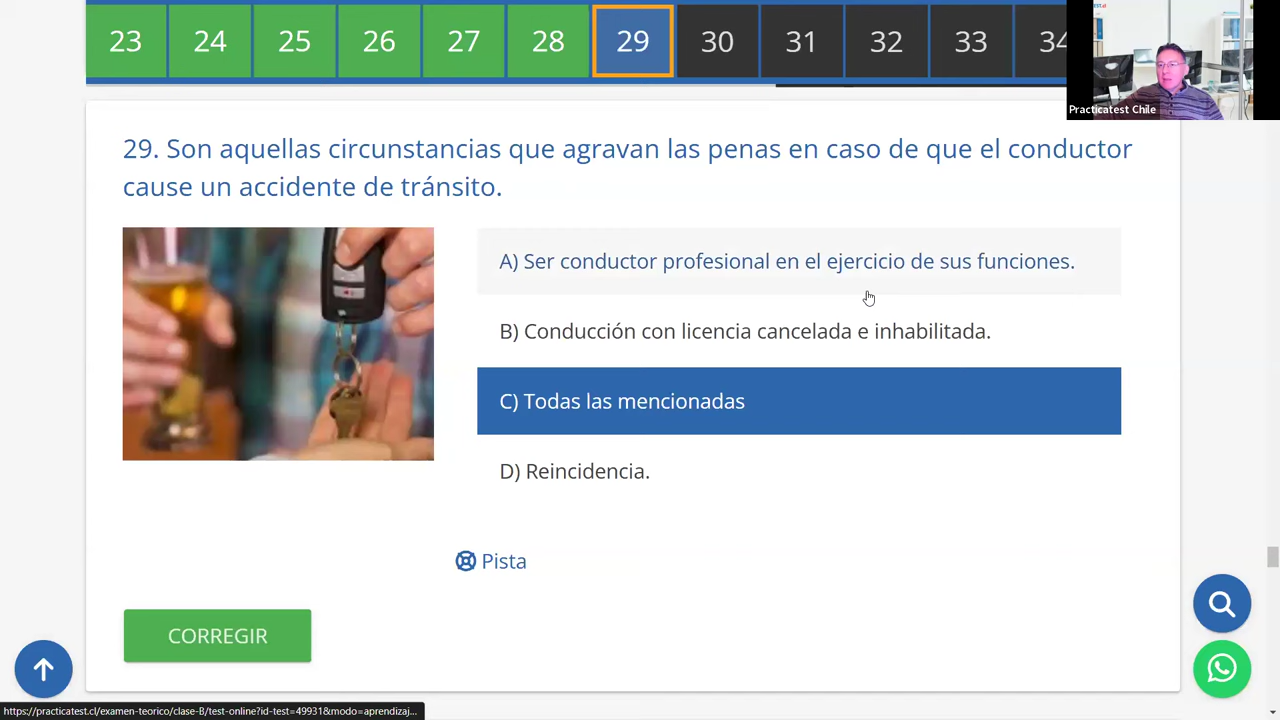 23 24 25 26 27 28 29 30 31 32 33 34
Practicatest Chile
29. Son aquellas circunstancias que agravan las penas en caso de que el conductor
cause un accidente de tránsito.
A) Ser conductor profesional en el ejercicio de sus funciones.
B) Conducción con licencia cancelada e inhabilitada.
C) Todas las mencionadas
D) Reincidencia.
Pista
CORREGIR
https://practicatest.cl/examen-teorico/clase-B/test-online?id-test=49931&modo=aprendizaj...